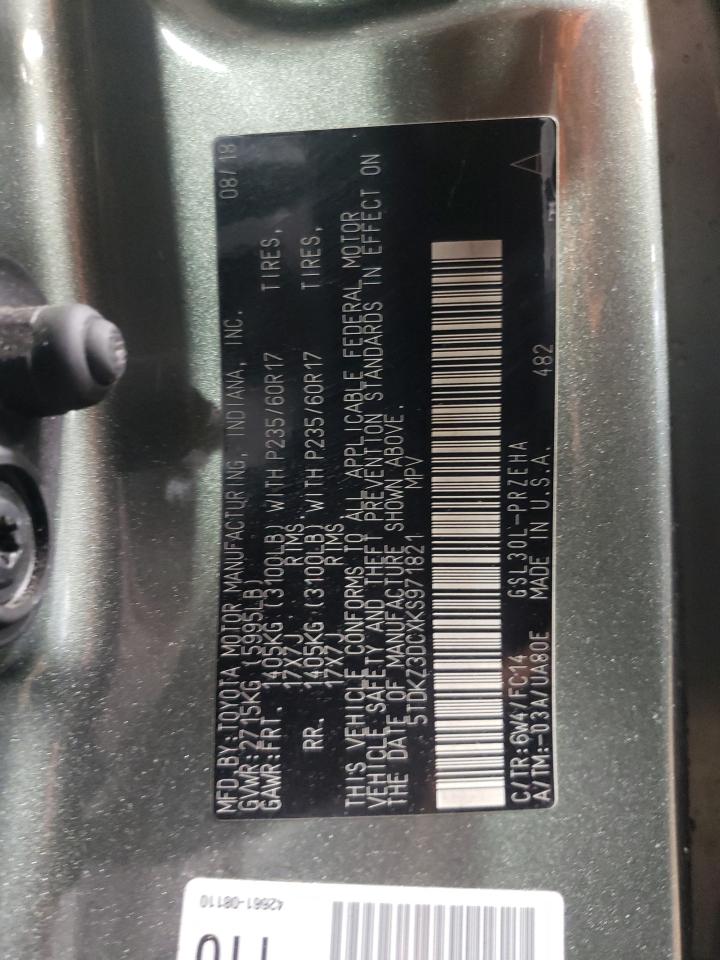 MFD.BY:TOYOTA MOTOR MANUFACTURING, INDIANA, INC. 08/18
GVWR:2715KG(5995LB)
GAWR:FRT. 1405KG(3100LB) WITH P235/60R17 TIRES,
17X7J RIMS
RR. 1405KG(3100LB) WITH P235/60R17 TIRES,
17X7J RIMS
THIS VEHICLE CONFORMS TO ALL APPLICABLE FEDERAL MOTOR
VEHICLE SAFETY AND THEFT PREVENTION STANDARDS IN EFFECT ON
THE DATE OF MANUFACTURE SHOWN ABOVE.
5TDKZ3DCXKS971821 MPV
C/TR:6W4/FC14 GSL30L-PRZEHA
A/TM:-03A/UA80E MADE IN U.S.A. 482
42661-08110